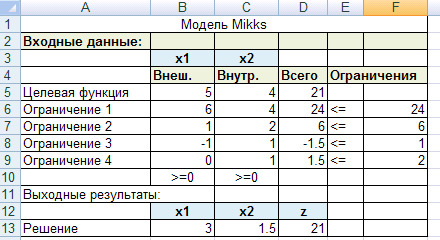 A B C D E F
1 Модель Mikks
2 Входные данные:
3 x1 x2
4 Внеш. Внутр. Всего Ограничения
5 Целевая функция 5 4 21
6 Ограничение 1 6 4 24 <= 24
7 Ограничение 2 1 2 6 <= 6
8 Ограничение 3 -1 1 -1.5 <= 1
9 Ограничение 4 0 1 1.5 <= 2
10 >=0 >=0
11 Выходные результаты:
12 x1 x2 z
13 Решение 3 1.5 21